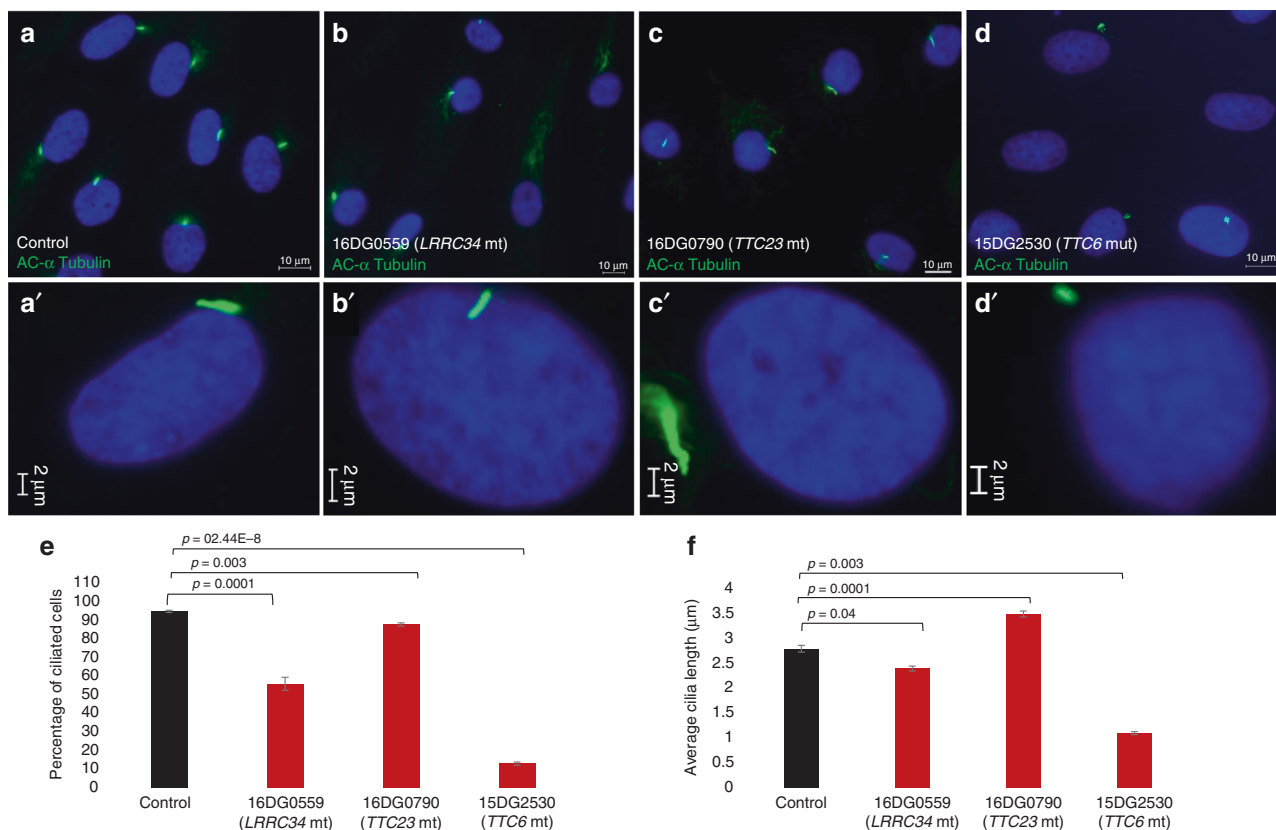 a
Control
AC-α Tubulin
10 µm
b
16DG0559 (LRRC34 mt)
AC-α Tubulin
10 µm
c
16DG0790 (TTC23 mt)
AC-α Tubulin
10 µm
d
15DG2530 (TTC6 mut)
AC-α Tubulin
10 µm
a′
2 µm
b′
2 µm
c′
2 µm
d′
2 µm
e
p = 02.44E–8
p = 0.003
p = 0.0001
Percentage of ciliated cells
110
100
90
80
70
60
50
40
30
20
10
0
Control
16DG0559
(LRRC34 mt)
16DG0790
(TTC23 mt)
15DG2530
(TTC6 mt)
f
p = 0.003
p = 0.0001
p = 0.04
Average cilia length (µm)
4
3.5
3
2.5
2
1.5
1
0.5
0
Control
16DG0559
(LRRC34 mt)
16DG0790
(TTC23 mt)
15DG2530
(TTC6 mt)